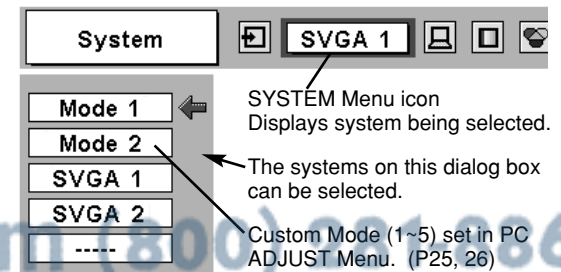 System
SVGA 1
Mode 1
Mode 2
SVGA 1
SVGA 2
-----
SYSTEM Menu icon
Displays system being selected.
The systems on this dialog box
can be selected.
Custom Mode (1~5) set in PC
ADJUST Menu. (P25, 26)